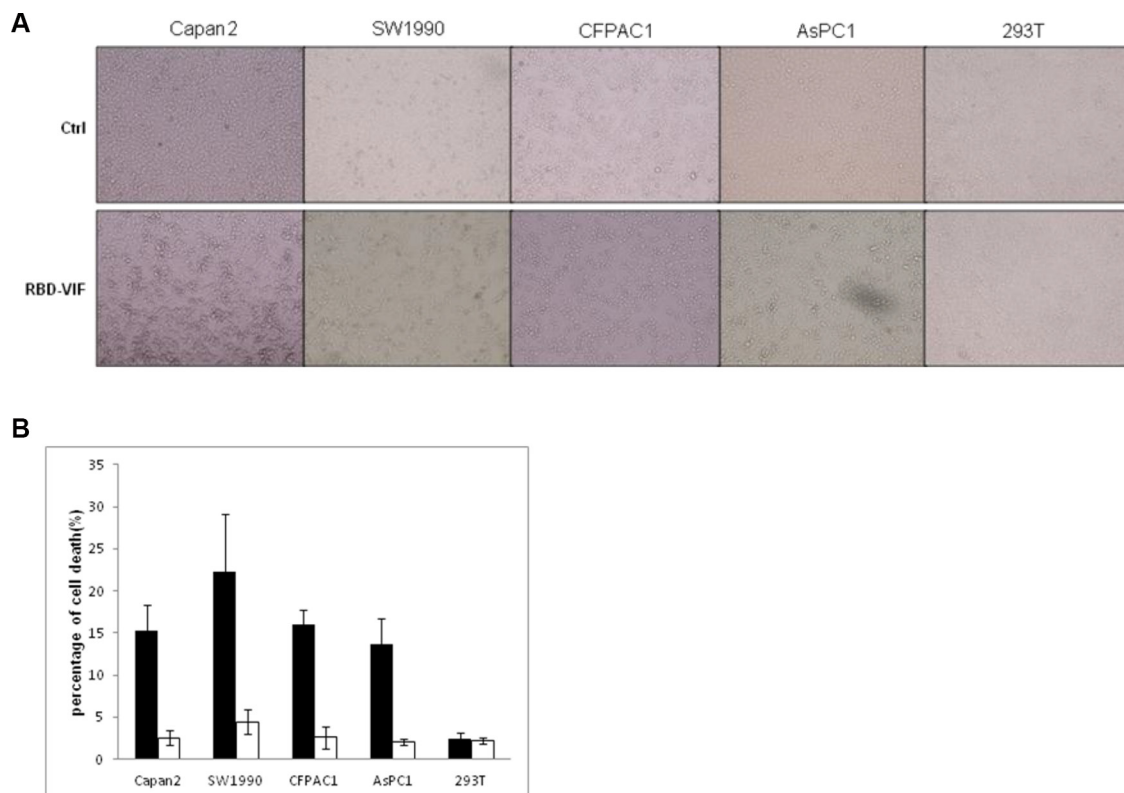 A
Capan2 SW1990 CFPAC1 AsPC1 293T
Ctrl
RBD-VIF
B
percentage of cell death(%)
35
30
25
20
15
10
5
0
Capan2 SW1990 CFPAC1 AsPC1 293T